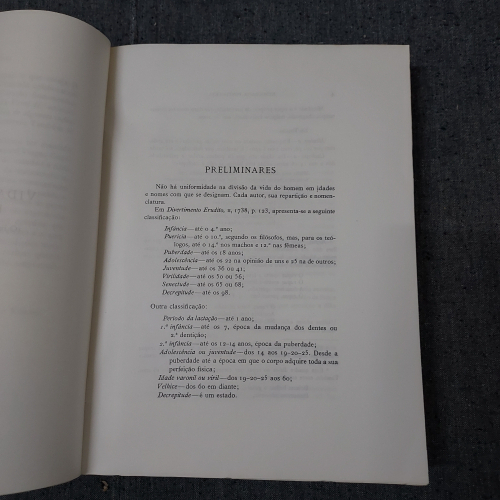 PRELIMINARES
Não há uniformidade na divisão da vida do homem em idades
e nomes com que se designam. Cada autor, sua repartição e nomen-
clatura.
Em Divertimento Erudito, 2, 1738, p. 123, apresenta-se a seguinte
classificação:
Infância—até o 4.º ano;
Puerícia—até o 10.º, segundo os filósofos, mas, para os teó-
logos, até o 14.º nos machos e 12.º nas fêmeas;
Puberdade—até os 18 anos;
Adolescência—até os 22 na opinião de uns e 25 na de outros;
Juventude—até os 36 ou 41;
Virilidade—até os 50 ou 56;
Senectude—até os 65 ou 68;
Decrepitude—até os 98.
Outra classificação:
Período da lactação—até 1 ano;
1.ª infância—até os 7, época da mudança dos dentes ou
2.ª dentição;
2.ª infância—até os 12-14 anos, época da puberdade;
Adolescência ou juventude—dos 14 aos 19-20-25. Desde a
puberdade até a época em que o corpo adquire toda a sua
perfeição física;
Idade varonil ou viril—dos 19-20-25 aos 60;
Velhice—dos 60 em diante;
Decrepitude—é um estado.